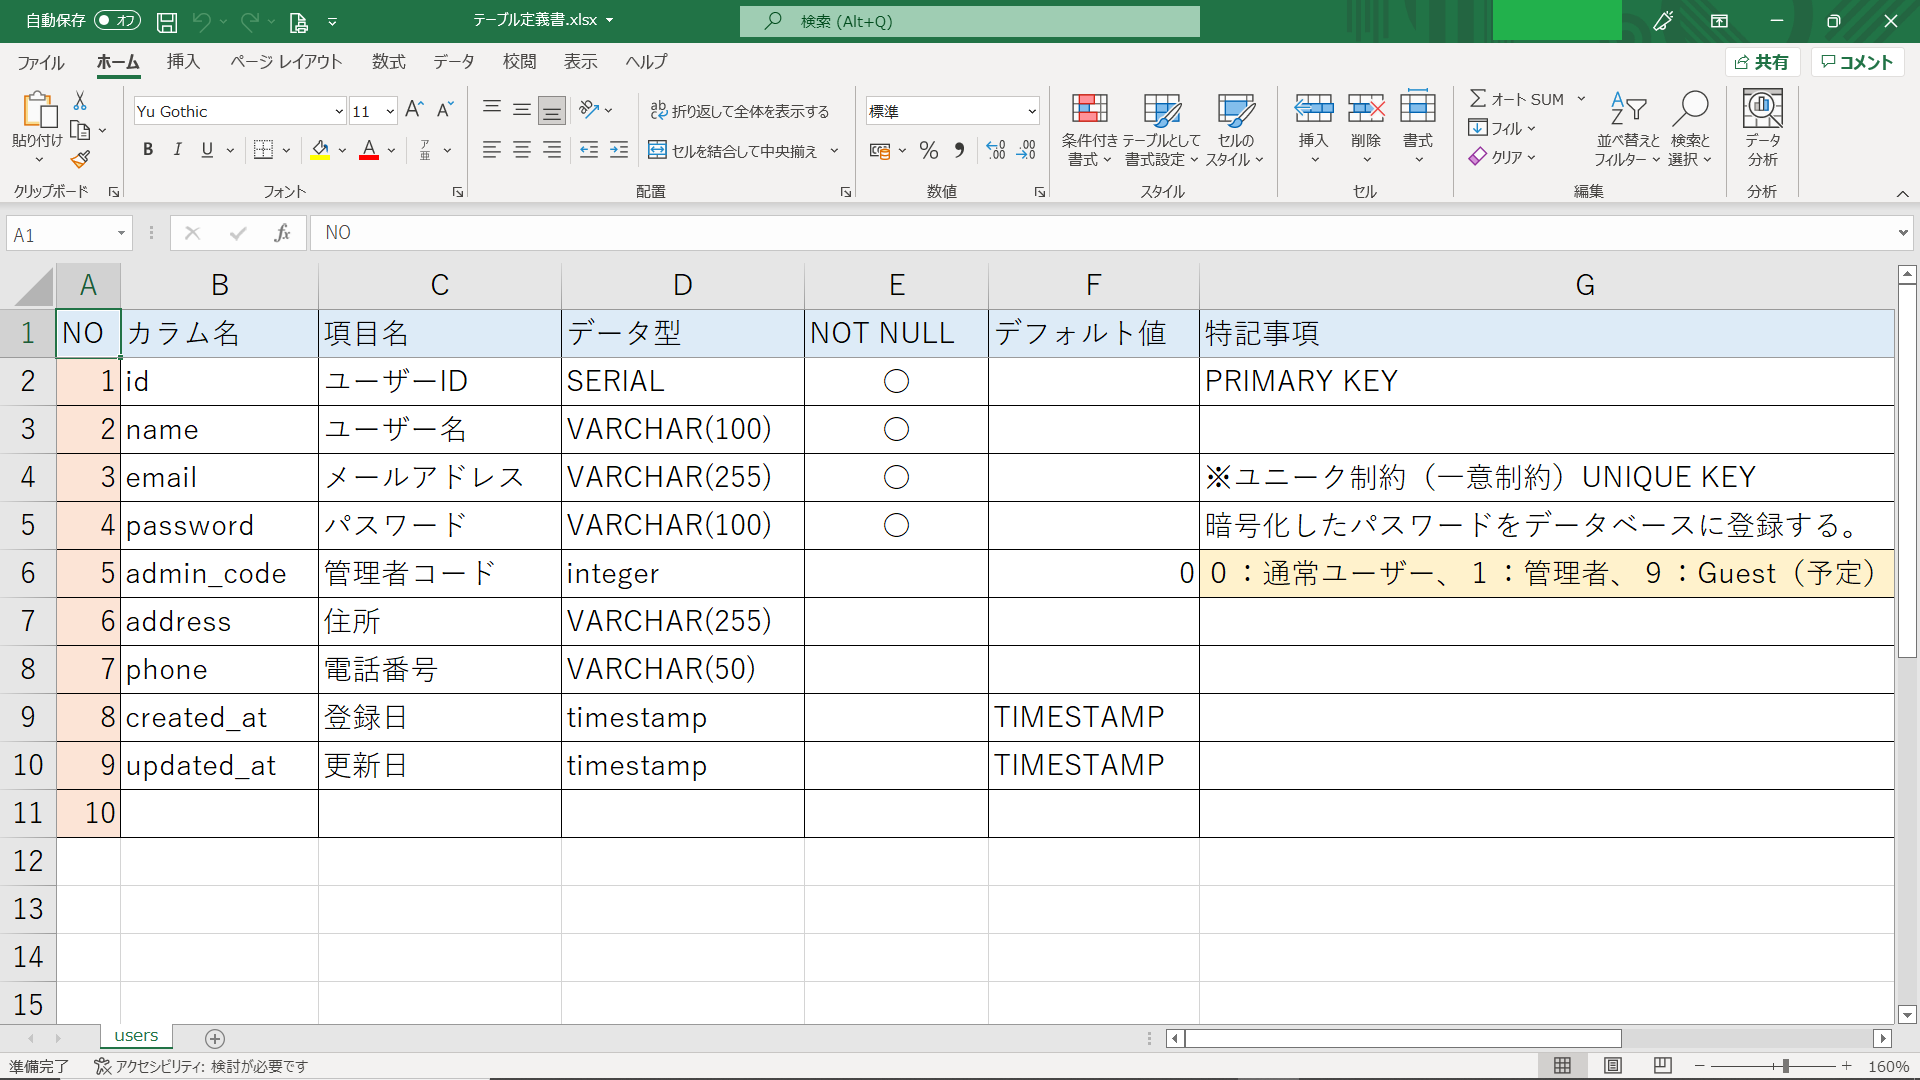 自動保存 オフ テーブル定義書.xlsx 検索 (Alt+Q)
ファイル ホーム 挿入 ページ レイアウト 数式 データ 校閲 表示 ヘルプ 共有 コメント
貼り付け
クリップボード
Yu Gothic 11
B I U A ア亜
フォント
ab 折り返して全体を表示する
セルを結合して中央揃え
配置
標準
% 9 .00 .00
数値
条件付き書式
テーブルとして書式設定
セルのスタイル
スタイル
挿入 削除 書式
セル
Σ オート SUM
フィル
クリア
並べ替えとフィルター
検索と選択
編集
データ分析
分析
A1 fx NO
A B C D E F G
1 NO カラム名 項目名 データ型 NOT NULL デフォルト値 特記事項
2 1 id ユーザーID SERIAL ○ PRIMARY KEY
3 2 name ユーザー名 VARCHAR(100) ○
4 3 email メールアドレス VARCHAR(255) ○ ※ユニーク制約（一意制約）UNIQUE KEY
5 4 password パスワード VARCHAR(100) ○ 暗号化したパスワードをデータベースに登録する。
6 5 admin_code 管理者コード integer 0 0：通常ユーザー、1：管理者、9：Guest（予定）
7 6 address 住所 VARCHAR(255)
8 7 phone 電話番号 VARCHAR(50)
9 8 created_at 登録日 timestamp TIMESTAMP
10 9 updated_at 更新日 timestamp TIMESTAMP
11 10
12
13
14
15
users
準備完了 アクセシビリティ: 検討が必要です 160%